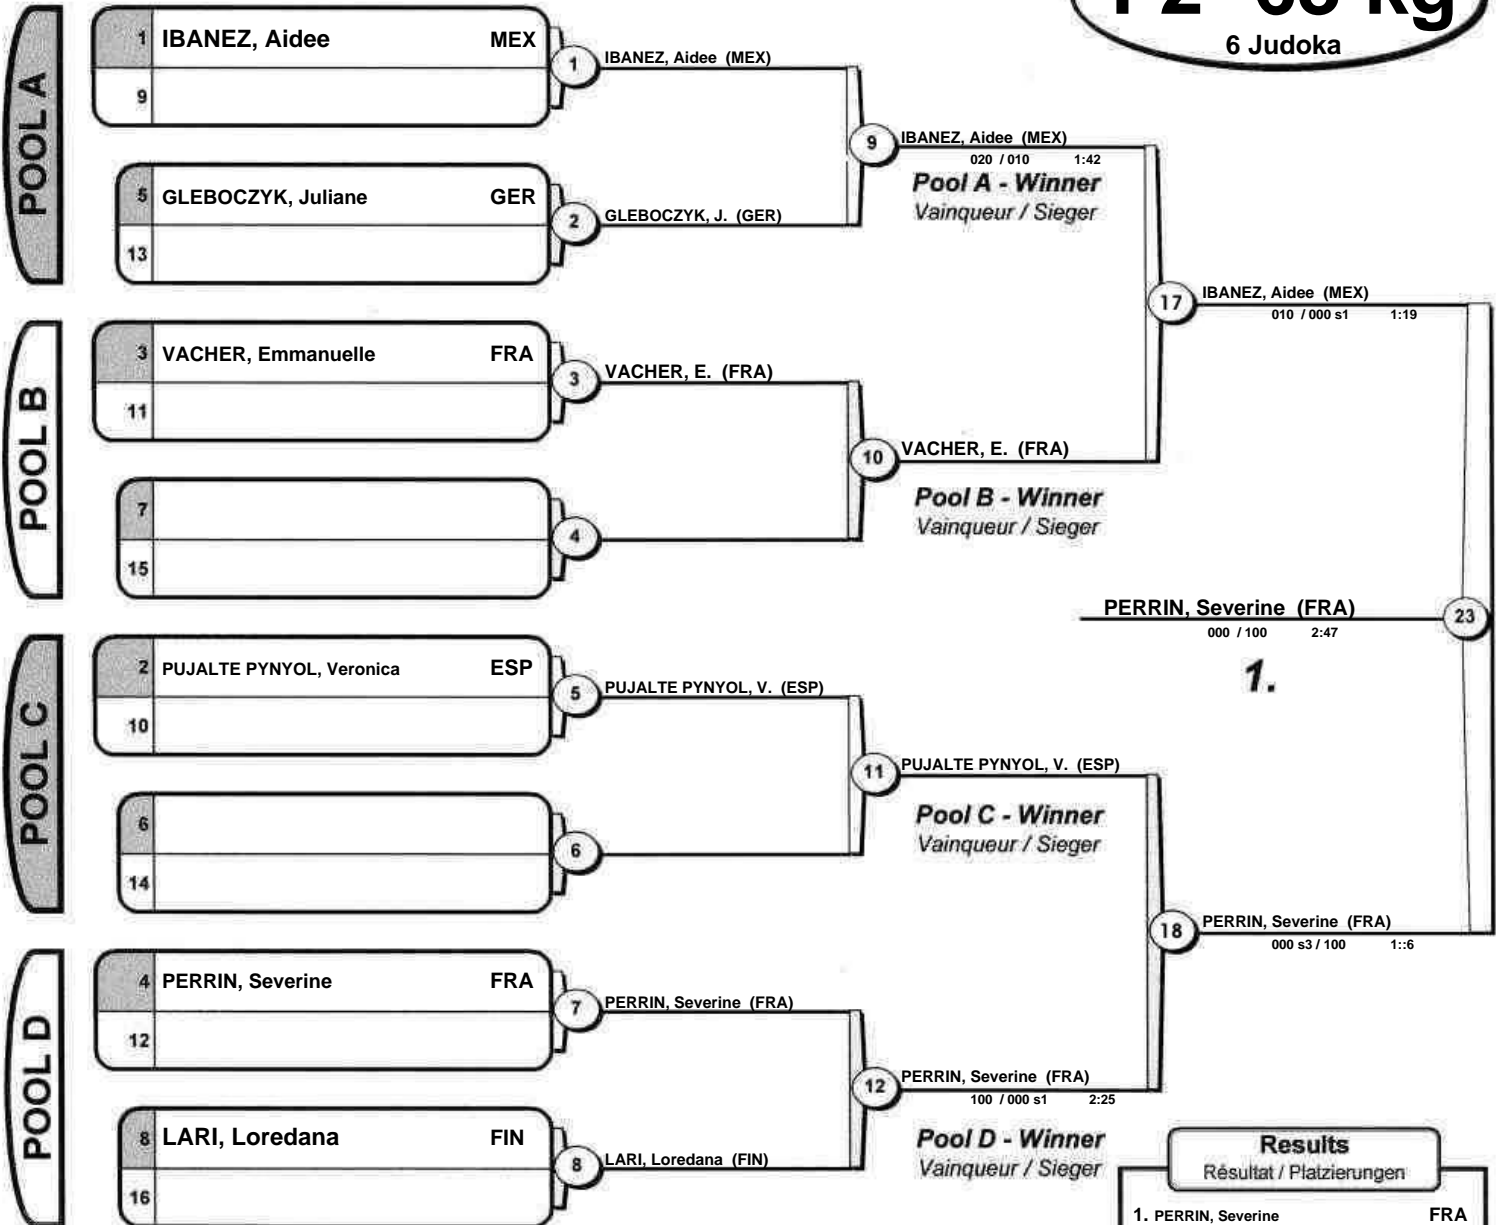 6 Judoka
POOL A
1 IBANEZ, Aidee MEX
9
5 GLEBOCZYK, Juliane GER
13
1 IBANEZ, Aidee (MEX)
2 GLEBOCZYK, J. (GER)
9 IBANEZ, Aidee (MEX)
020 / 010 1:42
Pool A - Winner
Vainqueur / Sieger
POOL B
3 VACHER, Emmanuelle FRA
11
7
15
3 VACHER, E. (FRA)
4
10 VACHER, E. (FRA)
Pool B - Winner
Vainqueur / Sieger
17 IBANEZ, Aidee (MEX)
010 / 000 s1 1:19
POOL C
2 PUJALTE PYNYOL, Veronica ESP
10
6
14
5 PUJALTE PYNYOL, V. (ESP)
6
11 PUJALTE PYNYOL, V. (ESP)
Pool C - Winner
Vainqueur / Sieger
POOL D
4 PERRIN, Severine FRA
12
8 LARI, Loredana FIN
16
7 PERRIN, Severine (FRA)
8 LARI, Loredana (FIN)
12 PERRIN, Severine (FRA)
100 / 000 s1 2:25
Pool D - Winner
Vainqueur / Sieger
18 PERRIN, Severine (FRA)
000 s3 / 100 1::6
PERRIN, Severine (FRA) 23
000 / 100 2:47
1.
Results
Résultat / Platzierungen
1. PERRIN, Severine FRA